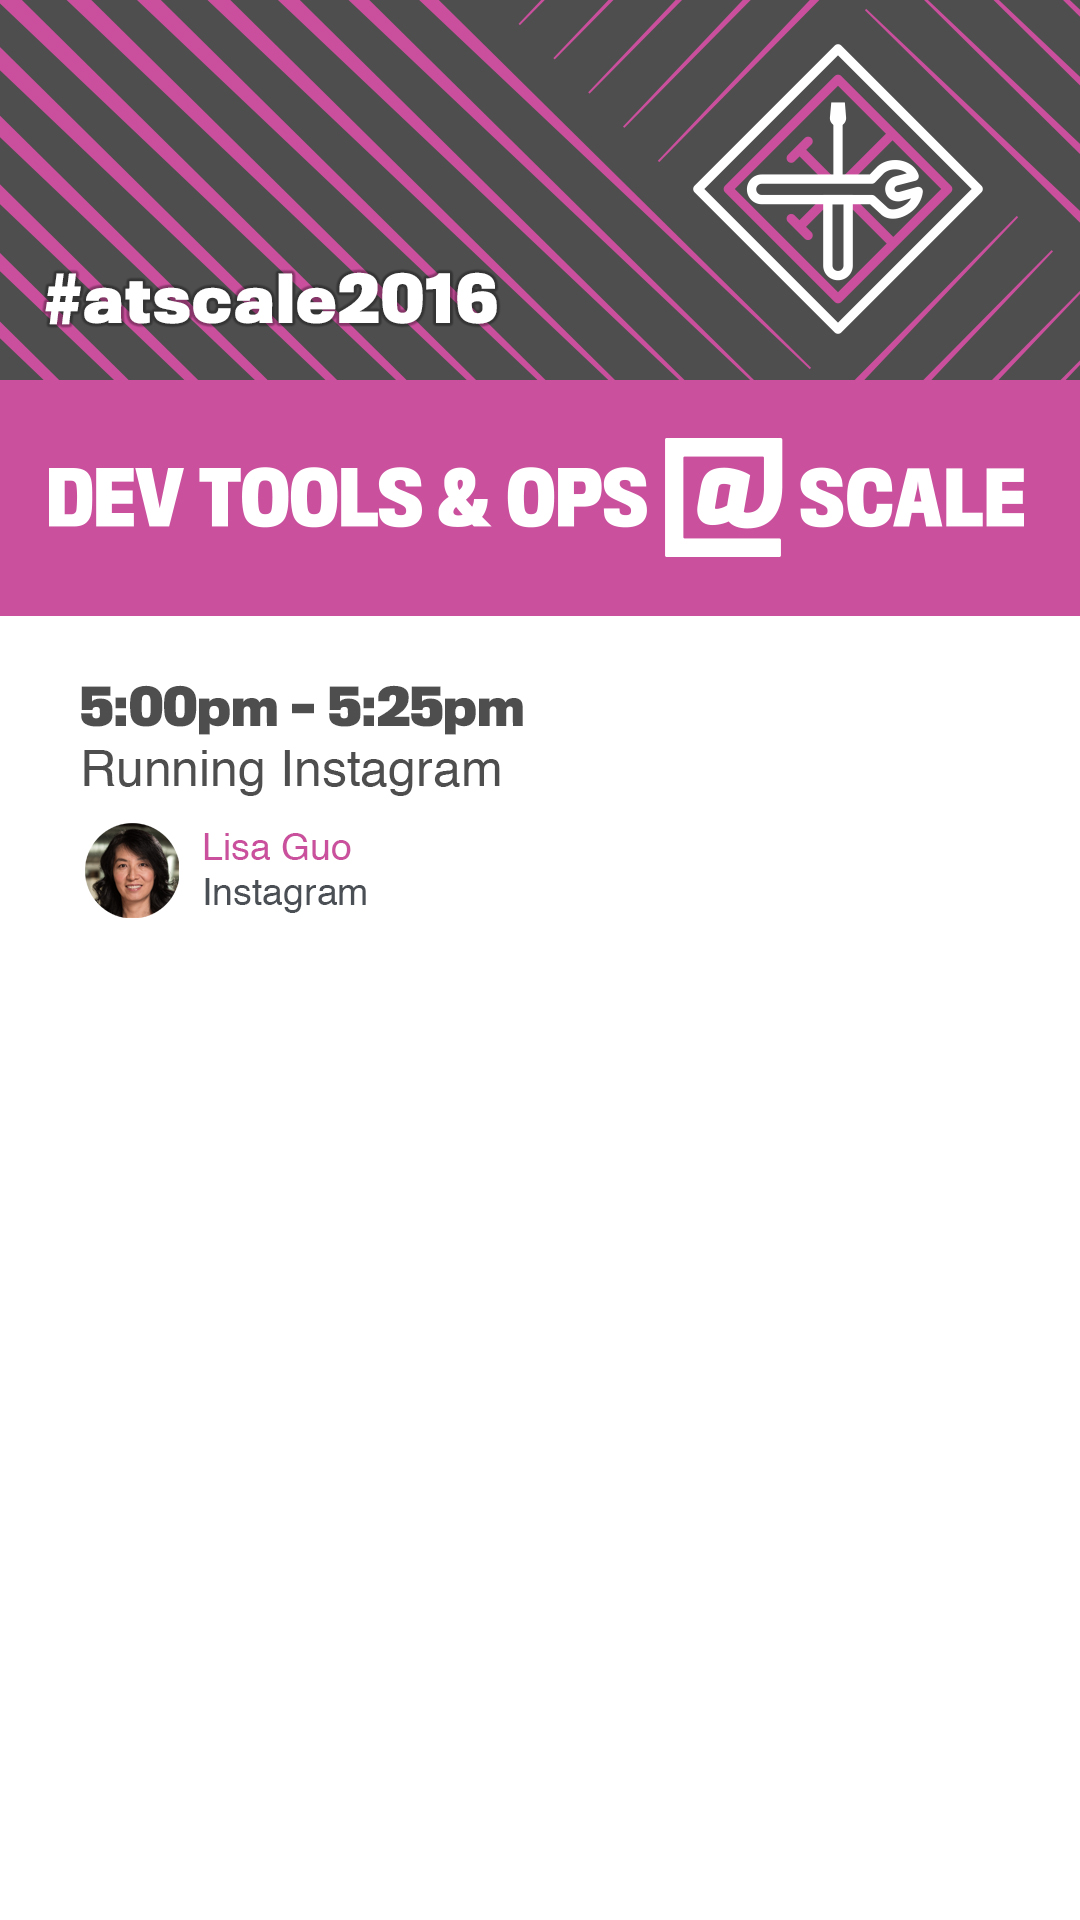 #atscale2016
DEV TOOLS & OPS @ SCALE
5:00pm – 5:25pm
Running Instagram
Lisa Guo
Instagram